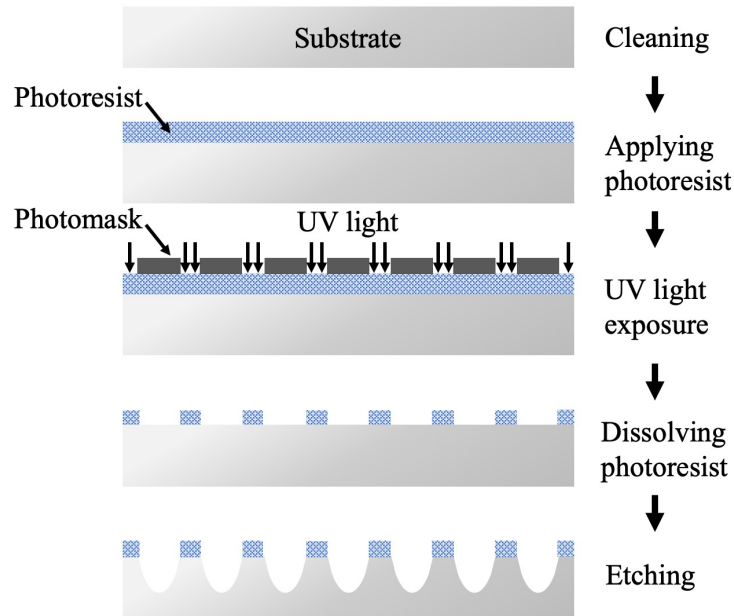 Substrate
Cleaning
Photoresist
Applying
photoresist
Photomask
UV light
UV light
exposure
Dissolving
photoresist
Etching